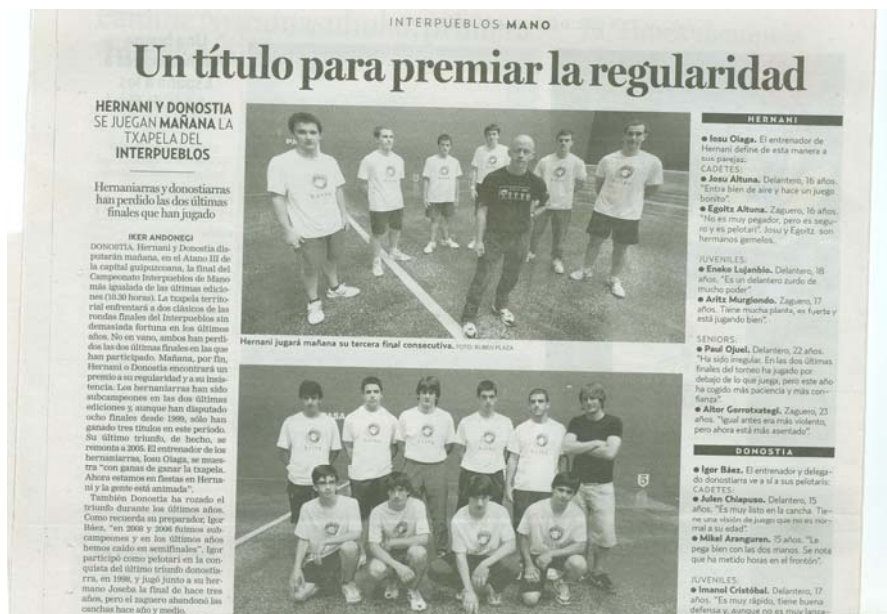 INTERPUEBLOS MANO
Un título para premiar la regularidad
HERNANI Y DONOSTIA
SE JUEGAN MAÑANA LA
TXAPELA DEL
INTERPUEBLOS
Hernaniarras y donostiarras
han perdido las dos últimas
finales que han jugado
IKER ANDONEGI
DONOSTIA. Hernani y Donostia dis-
putarán mañana, en el Atano III de
la capital guipuzcoana, la final del
Campeonato Interpueblos de Mano
más igualada de las últimas edicio-
nes (10.30 horas). La txapela territo-
rial enfrentará a dos clásicos de las
rondas finales del Interpueblos sin
demasiada fortuna en los últimos
años. No en vano, ambos han perdi-
do las dos últimas finales en las que
han participado. Mañana, por fin,
Hernani o Donostia encontrará un
premio a su regularidad y a su insis-
tencia. Los hernaniarras han sido
subcampeones en las dos últimas
ediciones y, aunque han disputado
ocho finales desde 1999, sólo han
ganado tres títulos en este periodo.
Su último triunfo, de hecho, se
remonta a 2005. El entrenador de los
hernaniarras, Iosu Olaga, se mues-
tra "con ganas de ganar la txapela.
Ahora estamos en fiestas en Herna-
ni y la gente está animada".
También Donostia ha rozado el
triunfo durante los últimos años.
Como recuerda su preparador, Igor
Báez, "en 2008 y 2006 fuimos sub-
campeones y en los últimos años
hemos caído en semifinales". Igor
participó como pelotari en la con-
quista del último triunfo donostia-
rra, en 1998, y jugó junto a su her-
mano Joseba la final de hace tres
años, pero el zaguero abandonó las
canchas hace año y medio.
Hernani jugará mañana su tercera final consecutiva. FOTO: RUBEN PLAZA
5
HERNANI
● Iosu Olaga. El entrenador de
Hernani define de esta manera a
sus parejas.
CADETES:
● Josu Altuna. Delantero, 16 años.
"Entra bien de aire y hace un juego
bonito".
● Egoitz Altuna. Zaguero, 16 años.
"No es muy pegador, pero es segu-
ro y es pelotari". Josu y Egoitz son
hermanos gemelos.
JUVENILES:
● Eneko Lujanbio. Delantero, 18
años. "Es un delantero zurdo de
mucho poder".
● Aritz Murgiondo. Zaguero, 17
años. Tiene mucha planta, es fuerte y
está jugando bien".
SENIORS:
● Paul Ojuel. Delantero, 22 años.
"Ha sido irregular. En las dos últimas
finales del torneo ha jugado por
debajo de lo que juega, pero este año
ha cogido más paciencia y más con-
fianza".
● Aitor Gorrotxategi. Zaguero, 23
años. "Igual antes era más violento,
pero ahora está más asentado".
DONOSTIA
● Igor Báez. El entrenador y delega-
do donostiarra ve a sí a sus pelotaris:
CADETES:
● Julen Chiapuso. Delantero, 15
años. "Es muy listo en la cancha. Tie-
ne una visión de juego que no es nor-
mal a su edad".
● Mikel Aranguren. 15 años. "Le
pega bien con las dos manos. Se nota
que ha metido horas en el frontón".
JUVENILES:
● Imanol Cristóbal. Delantero, 17
años. "Es muy rápido, tiene buena
defensa y, aunque no es muy lanza-